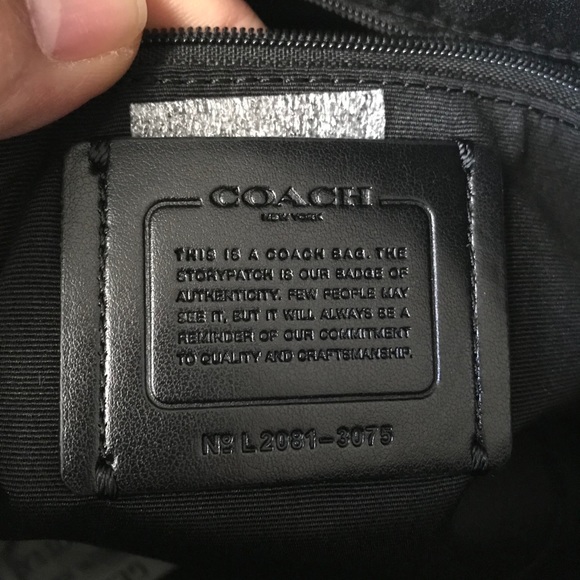 COACH
NEW YORK
THIS IS A COACH BAG. THE
STORYPATCH IS OUR BADGE OF
AUTHENTICITY. FEW PEOPLE MAY
SEE IT, BUT IT WILL ALWAYS BE A
REMINDER OF OUR COMMITMENT
TO QUALITY AND CRAFTSMANSHIP.
Nº L2081-3075